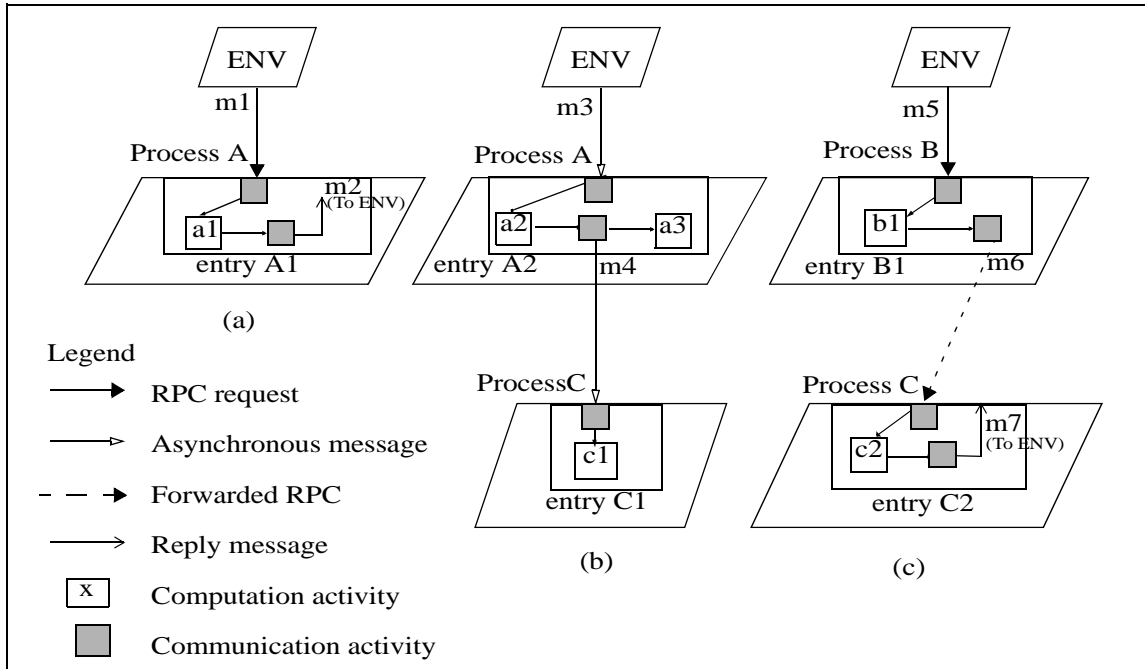 ENV
m1
Process A
m2
(To ENV)
a1
entry A1
(a)
ENV
m3
Process A
a2
a3
entry A2
m4
ProcessC
c1
entry C1
(b)
ENV
m5
Process B
b1
entry B1
m6
Process C
m7
(To ENV)
c2
entry C2
(c)
Legend
RPC request
Asynchronous message
Forwarded RPC
Reply message
x
Computation activity
Communication activity